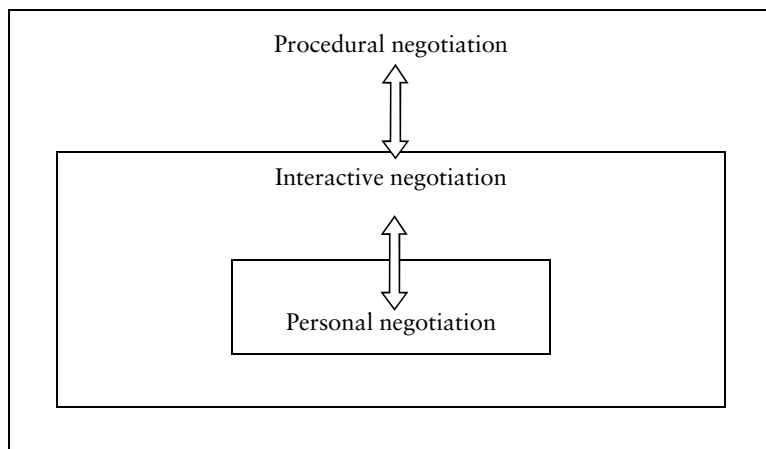 Procedural negotiation
Interactive negotiation
Personal negotiation